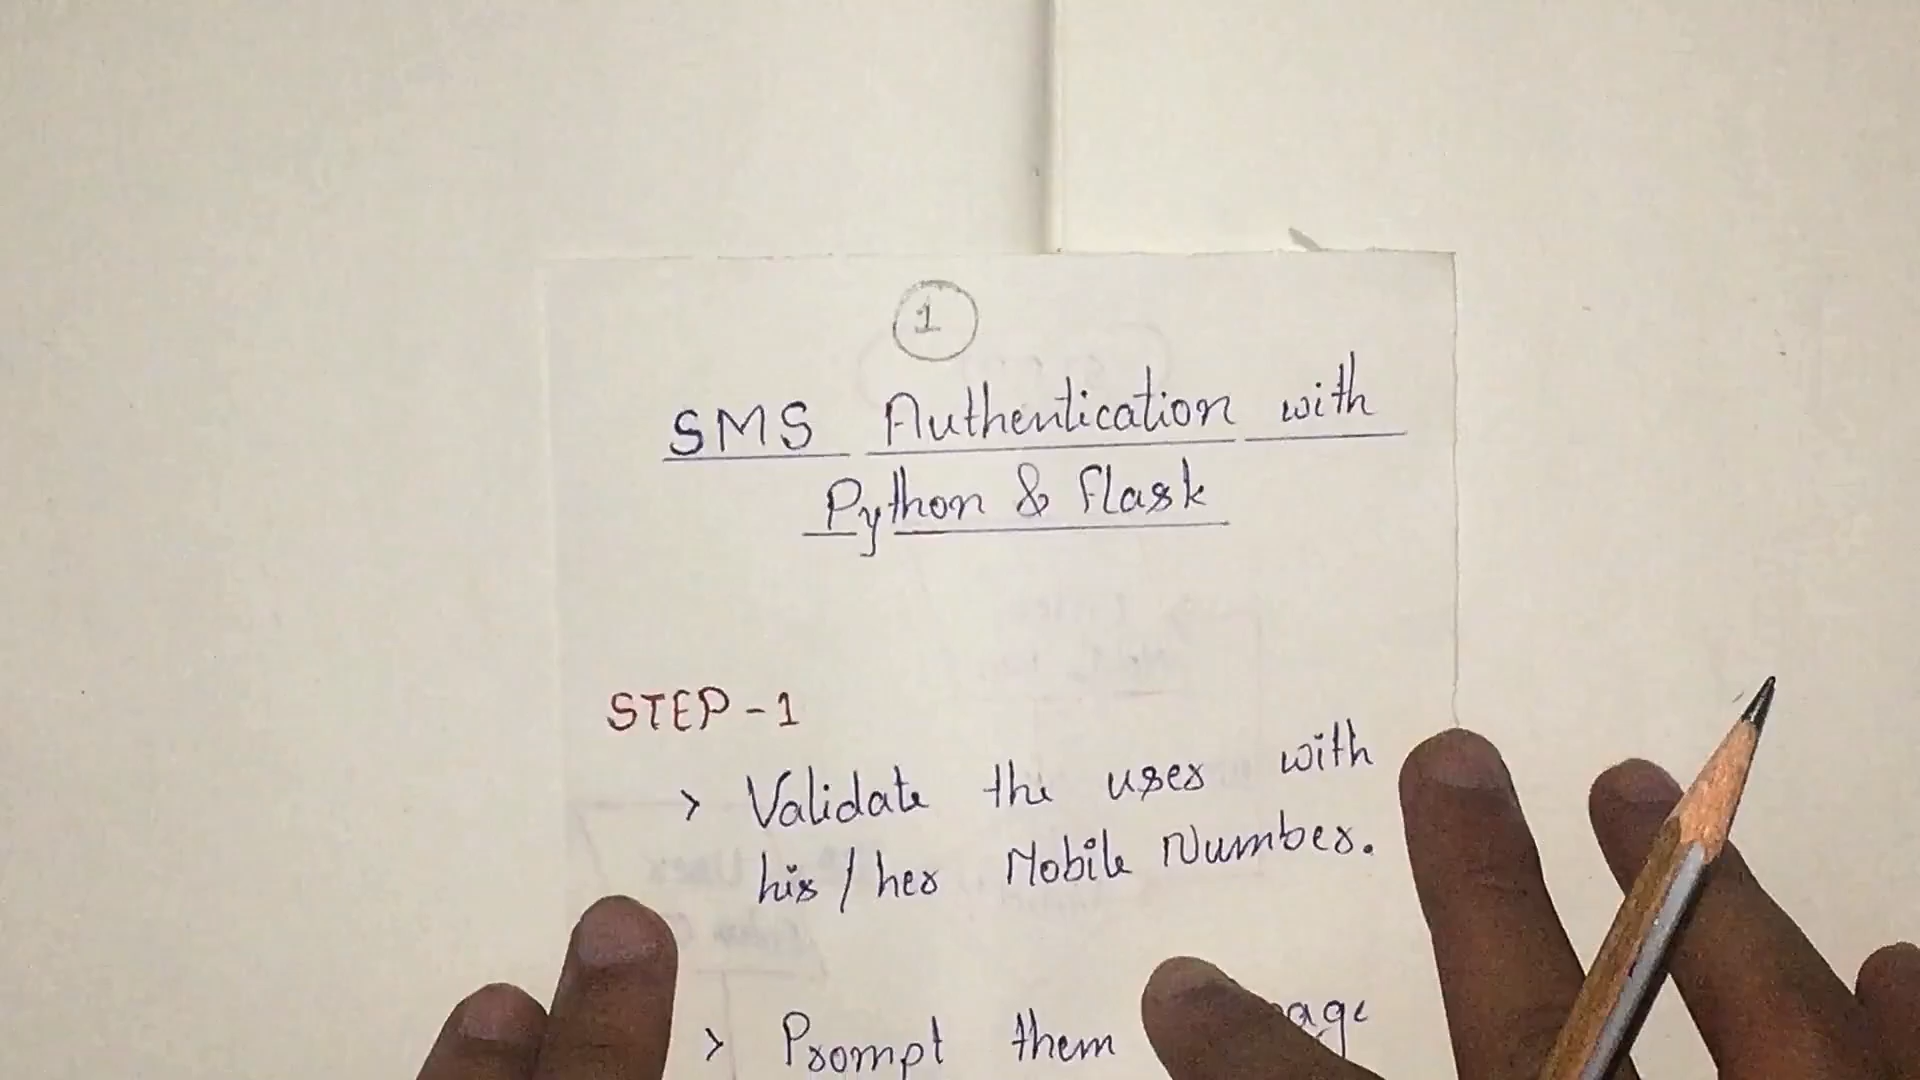 1
SMS Authentication with
Python & Flask
STEP-1
> Validate the user with
his/her Mobile Number.
> Prompt them